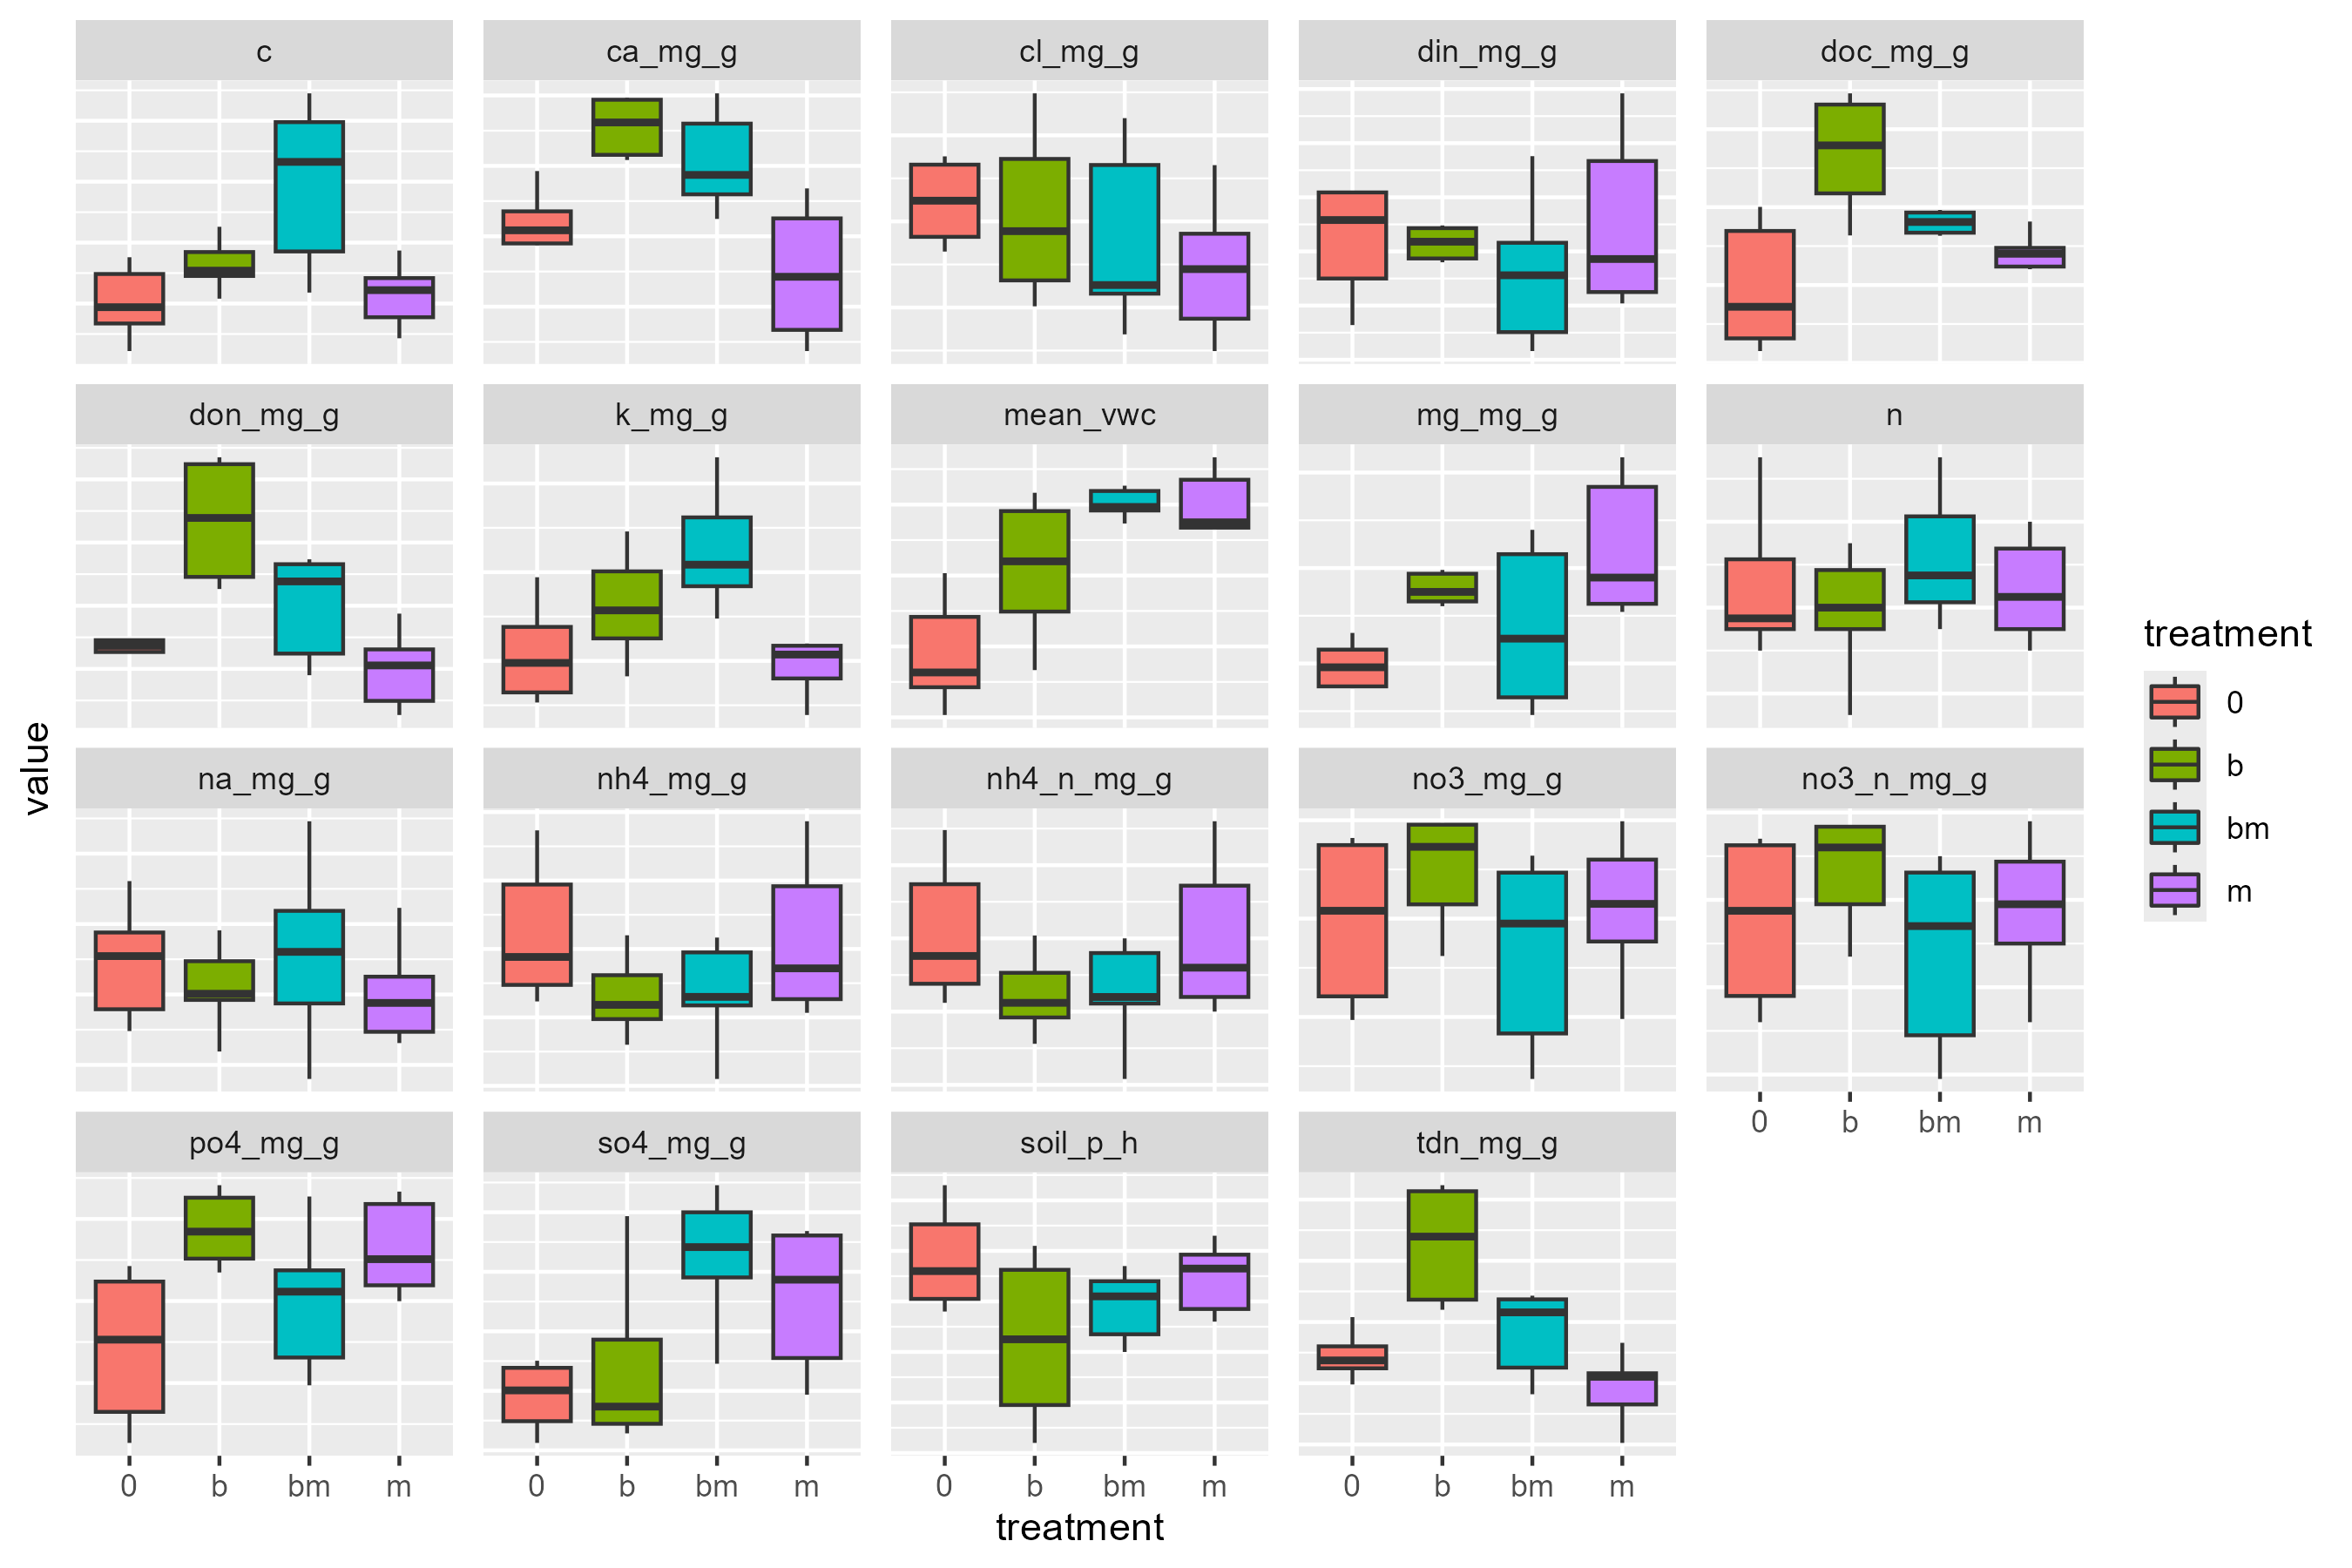 c
ca_mg_g
cl_mg_g
din_mg_g
doc_mg_g
don_mg_g
k_mg_g
mean_vwc
mg_mg_g
n
na_mg_g
nh4_mg_g
nh4_n_mg_g
no3_mg_g
no3_n_mg_g
0 b bm m
po4_mg_g
so4_mg_g
soil_p_h
tdn_mg_g
0 b bm m
0 b bm m
0 b bm m
0 b bm m
treatment
value
treatment
0
b
bm
m